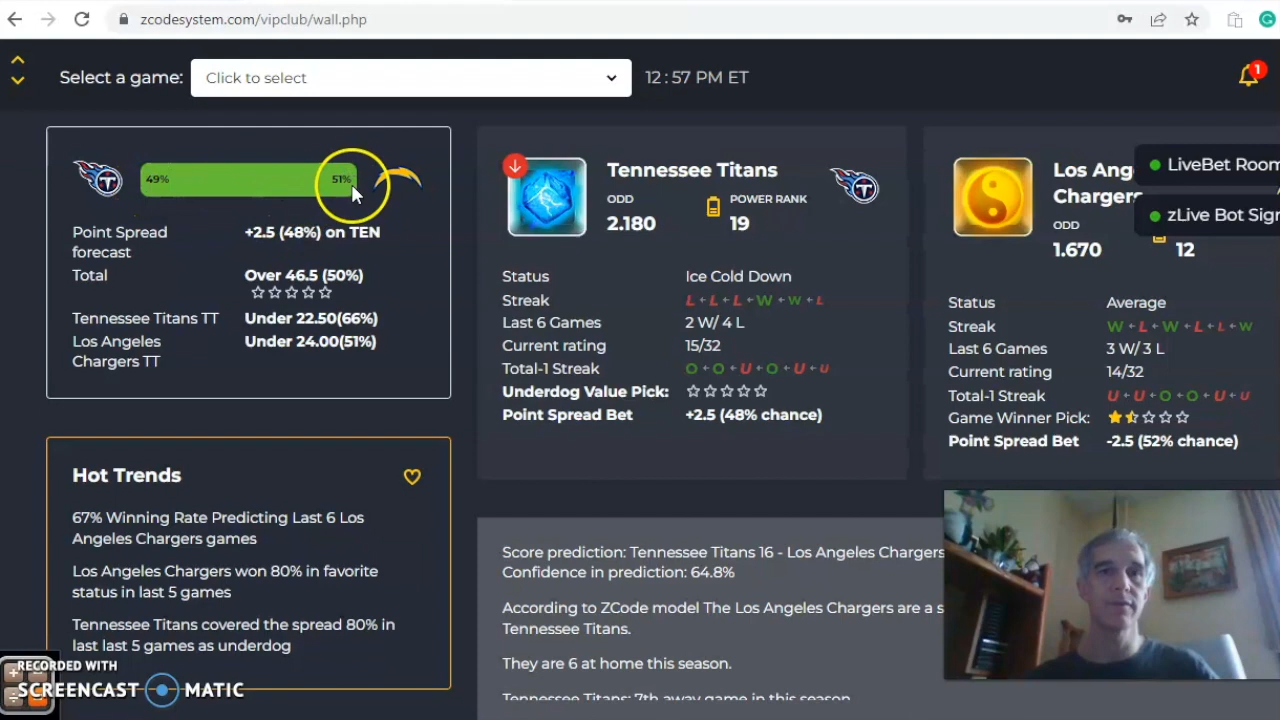 zcodesystem.com/vipclub/wall.php
Select a game: Click to select 12:57 PM ET
1
49% 51%
Point Spread forecast +2.5 (48%) on TEN
Total Over 46.5 (50%)
Tennessee Titans TT Under 22.50(66%)
Los Angeles Chargers TT Under 24.00(51%)
Hot Trends
67% Winning Rate Predicting Last 6 Los
Angeles Chargers games
Los Angeles Chargers won 80% in favorite
status in last 5 games
Tennessee Titans covered the spread 80% in
last last 5 games as underdog
Tennessee Titans
ODD POWER RANK
2.180 19
Status Ice Cold Down
Streak L L L W W L
Last 6 Games 2 W/ 4 L
Current rating 15/32
Total-1 Streak O O U O U U
Underdog Value Pick:
Point Spread Bet +2.5 (48% chance)
Los
Chargers
ODD
1.670 12
Status Average
Streak W L W L L W
Last 6 Games 3 W/ 3 L
Current rating 14/32
Total-1 Streak U U O O U U
Game Winner Pick:
Point Spread Bet -2.5 (52% chance)
LiveBet Room
zLive Bot
Score prediction: Tennessee Titans 16 - Los Angeles Chargers
Confidence in prediction: 64.8%
According to ZCode model The Los Angeles Chargers are a s
Tennessee Titans.
They are 6 at home this season.
Tennessee Titans: 7th away game in this season.
RECORDED WITH
SCREENCAST MATIC